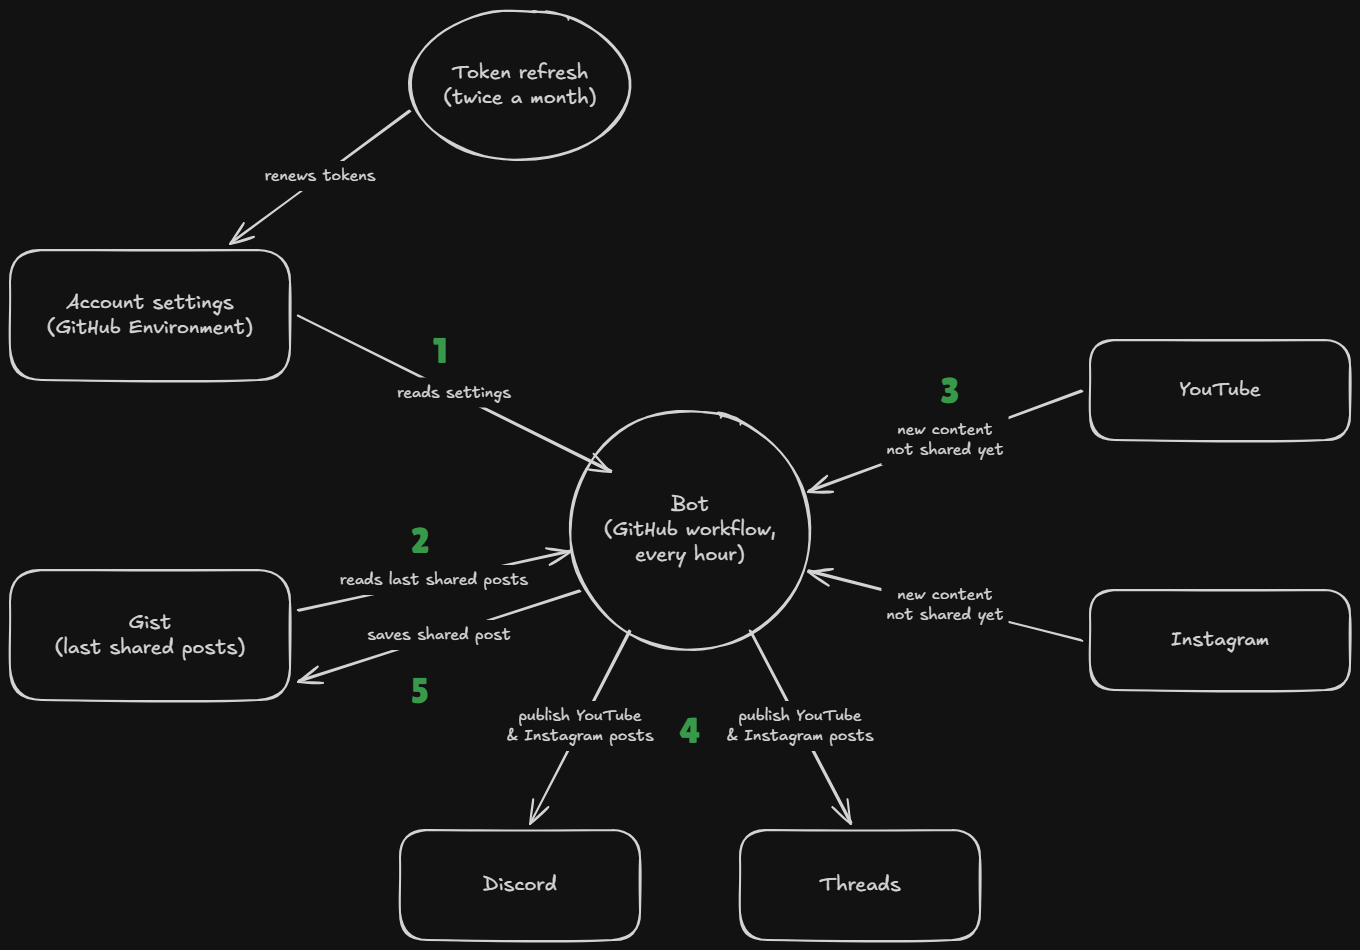 Token refresh
(twice a month)
renews tokens
Account settings
(GitHub Environment)
1
reads settings
3
new content
not shared yet
YouTube
Bot
(GitHub workflow,
every hour)
2
reads last shared posts
Gist
(last shared posts)
saves shared post
5
new content
not shared yet
Instagram
publish YouTube
& Instagram posts
4
publish YouTube
& Instagram posts
Discord
Threads